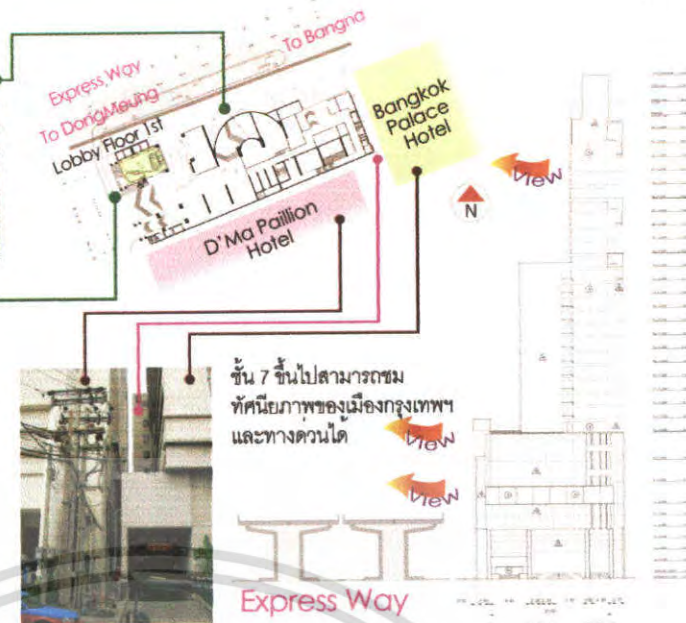 To Bangna
Express Way
To DongMeung
Lobby Floor 1st
Bangkok
Palace
Hotel
View
N
D'Ma Paillion
Hotel
ชั้น 7 ขึ้นไปสามารถชม
ทัศนียภาพของเมืองกรุงเทพฯ
และทางด่วนได้
View
View
Express Way